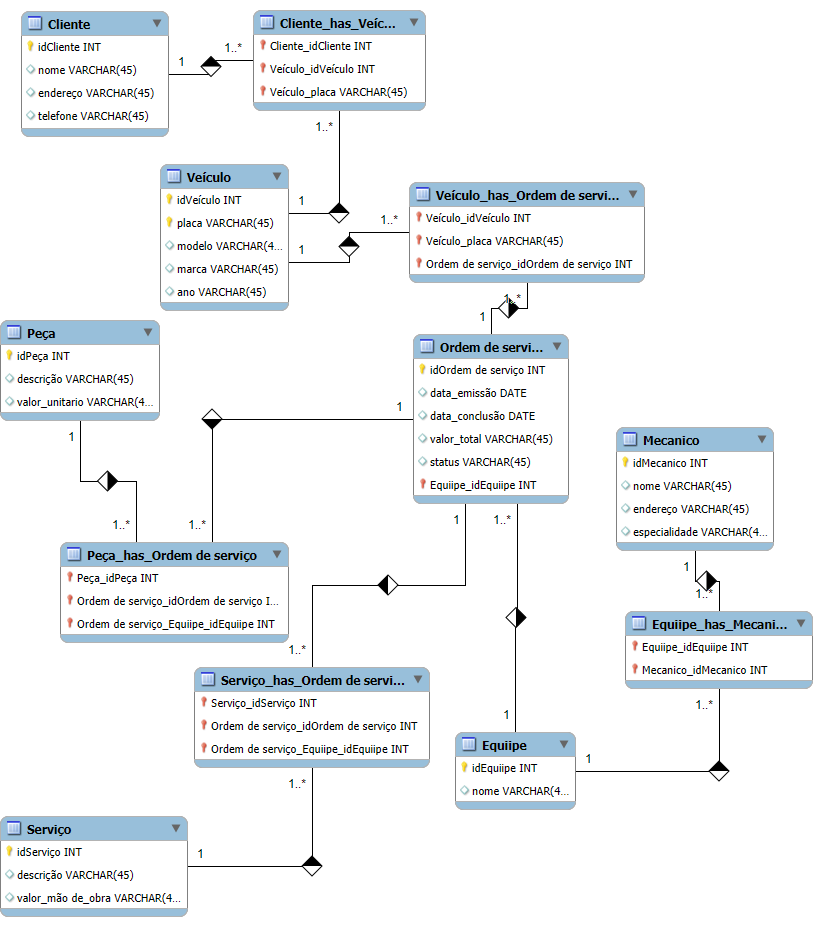 Cliente
idCliente INT
nome VARCHAR(45)
endereço VARCHAR(45)
telefone VARCHAR(45)
1
1..*
Cliente_has_Veíc...
Cliente_idCliente INT
Veículo_idVeículo INT
Veículo_placa VARCHAR(45)
1..*
Veículo
idVeículo INT
placa VARCHAR(45)
modelo VARCHAR(4...
marca VARCHAR(45)
ano VARCHAR(45)
1
1
1..*
Veículo_has_Ordem de servi...
Veículo_idVeículo INT
Veículo_placa VARCHAR(45)
Ordem de serviço_idOrdem de serviço INT
1..*
1
Peça
idPeça INT
descrição VARCHAR(45)
valor_unitario VARCHAR(4...
1
1..*
Ordem de servi...
idOrdem de serviço INT
data_emissão DATE
data_conclusão DATE
valor_total VARCHAR(45)
status VARCHAR(45)
Equiipe_idEquiipe INT
1
1..*
1
1..*
Mecanico
idMecanico INT
nome VARCHAR(45)
endereço VARCHAR(45)
especialidade VARCHAR(4...
1
1..*
Peça_has_Ordem de serviço
Peça_idPeça INT
Ordem de serviço_idOrdem de serviço I...
Ordem de serviço_Equiipe_idEquiipe INT
Equiipe_has_Mecani...
Equiipe_idEquiipe INT
Mecanico_idMecanico INT
1..*
1..*
Serviço_has_Ordem de servi...
Serviço_idServiço INT
Ordem de serviço_idOrdem de serviço INT
Ordem de serviço_Equiipe_idEquiipe INT
1..*
1
Equiipe
idEquiipe INT
nome VARCHAR(4...
1
Serviço
idServiço INT
descrição VARCHAR(45)
valor_mão de_obra VARCHAR(4...
1